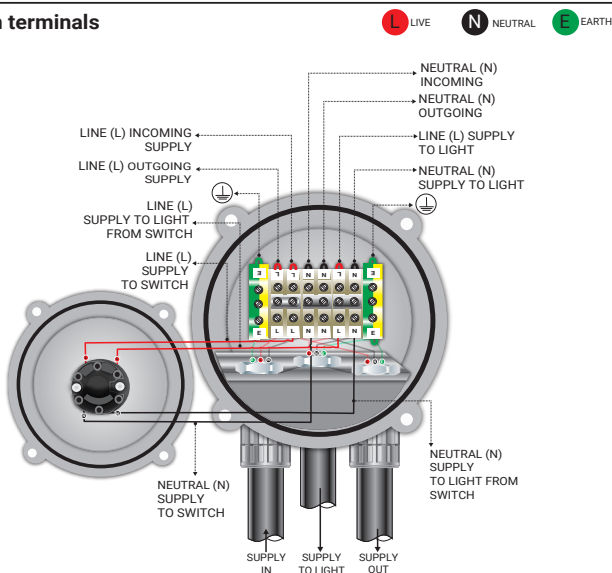 n terminals
L LIVE
N NEUTRAL
E EARTH
NEUTRAL (N)
INCOMING
NEUTRAL (N)
OUTGOING
LINE (L) SUPPLY
TO LIGHT
NEUTRAL (N)
SUPPLY TO LIGHT
LINE (L) INCOMING
SUPPLY
LINE (L) OUTGOING
SUPPLY
LINE (L)
SUPPLY TO LIGHT
FROM SWITCH
LINE (L)
SUPPLY
TO SWITCH
E L L N N L N E
E L L N N L N E
NEUTRAL (N)
SUPPLY
TO SWITCH
NEUTRAL (N)
SUPPLY
TO LIGHT FROM
SWITCH
SUPPLY
IN
SUPPLY
TO LIGHT
SUPPLY
OUT